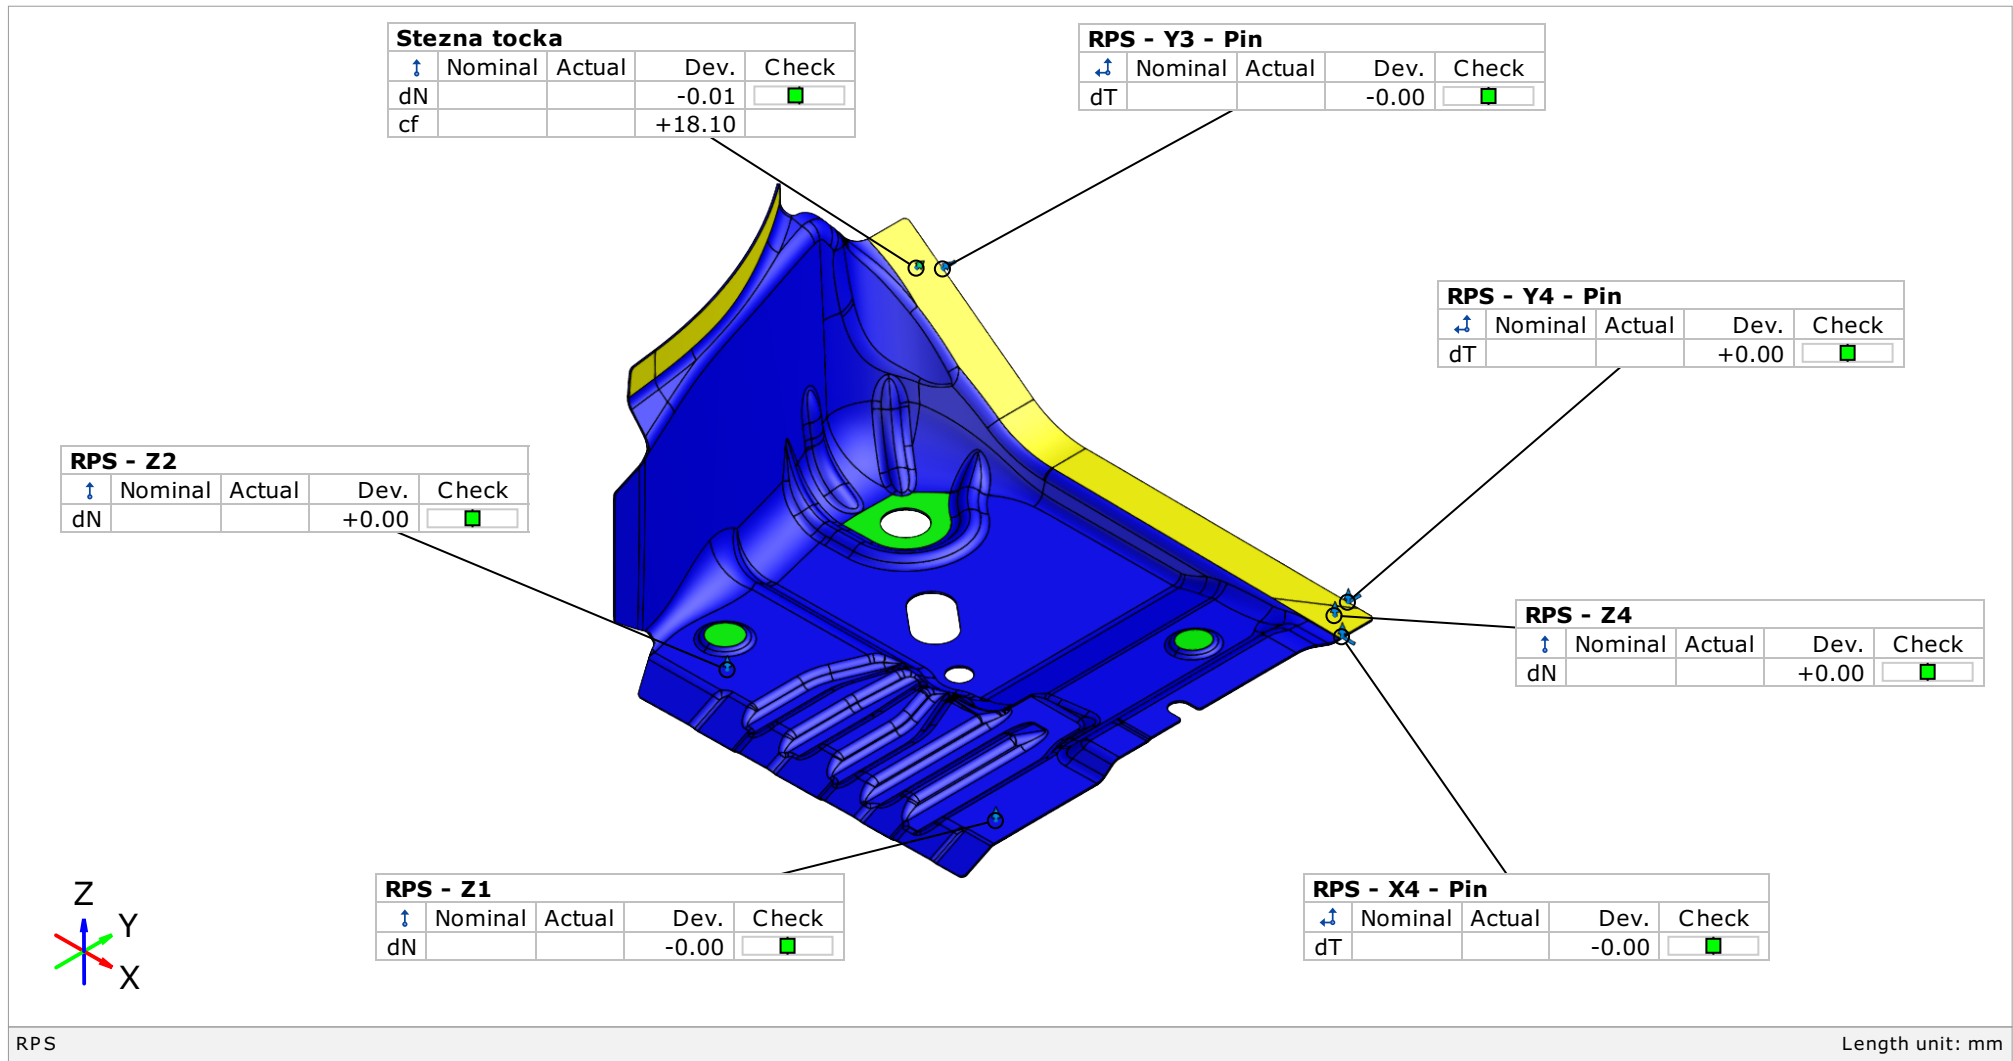 Stezna tocka
Nominal Actual Dev. Check
dN -0.01
cf +18.10
RPS - Y3 - Pin
Nominal Actual Dev. Check
dT -0.00
RPS - Y4 - Pin
Nominal Actual Dev. Check
dT +0.00
RPS - Z2
Nominal Actual Dev. Check
dN +0.00
RPS - Z4
Nominal Actual Dev. Check
dN +0.00
RPS - Z1
Nominal Actual Dev. Check
dN -0.00
RPS - X4 - Pin
Nominal Actual Dev. Check
dT -0.00
Z
Y
X
RPS Length unit: mm